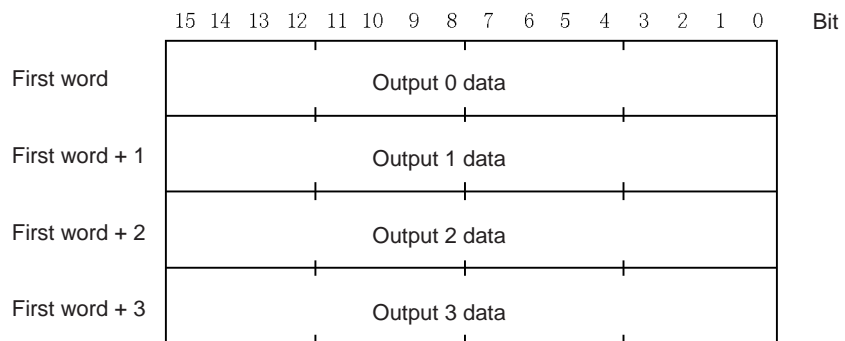 15 14 13 12 11 10 9 8 7 6 5 4 3 2 1 0 Bit
First word Output 0 data
First word + 1 Output 1 data
First word + 2 Output 2 data
First word + 3 Output 3 data